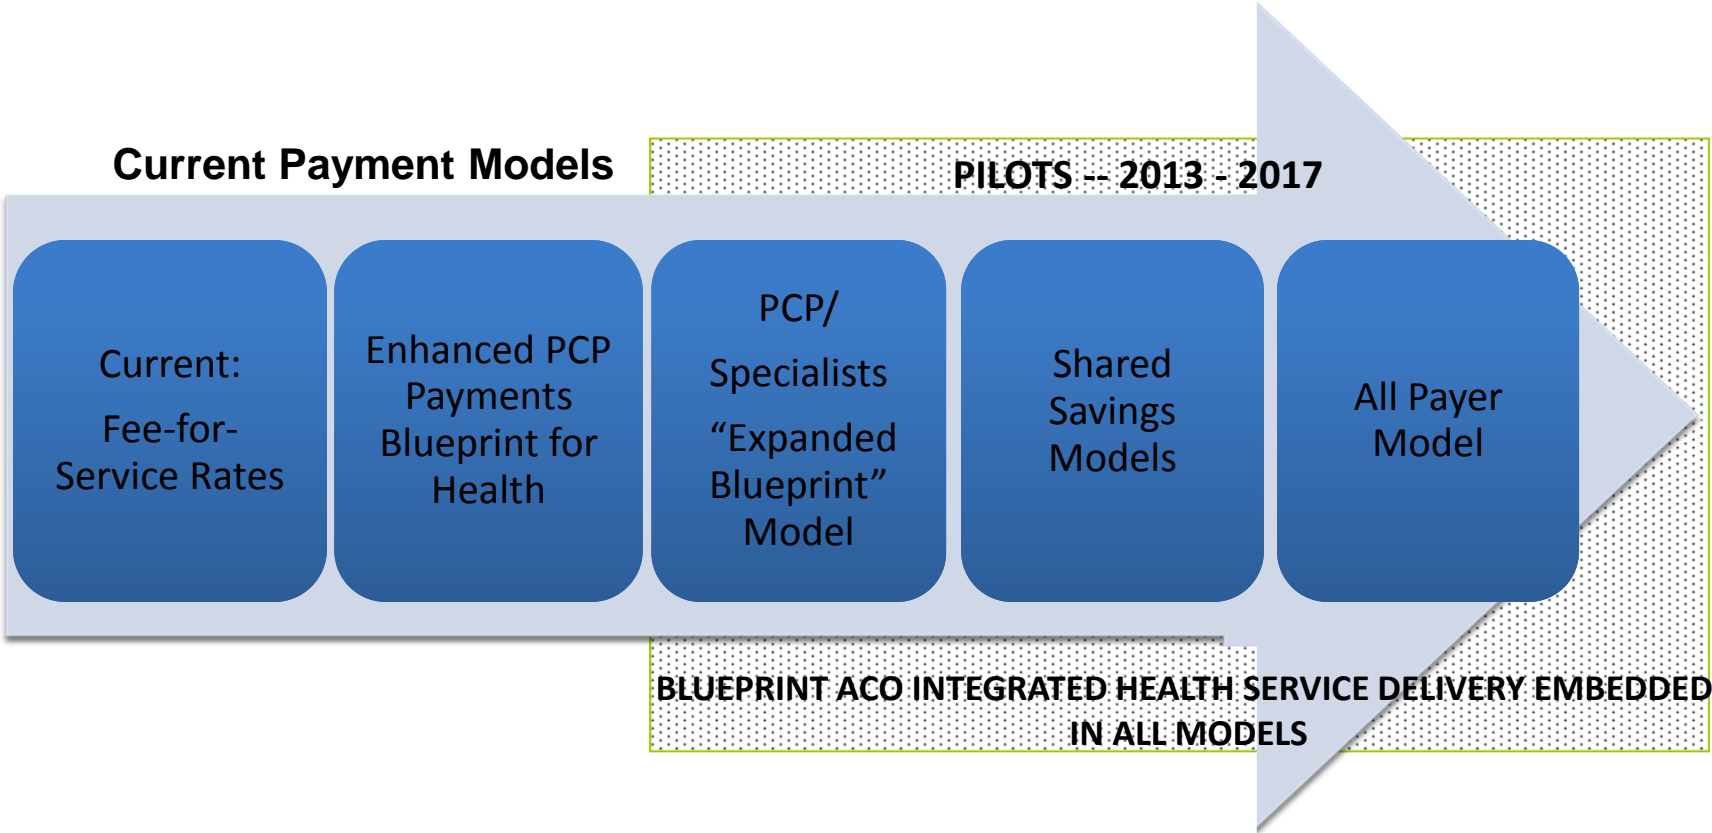 Current Payment Models
PILOTS -- 2013 - 2017
Current:
Fee-for-
Service Rates
Enhanced PCP
Payments
Blueprint for
Health
PCP/
Specialists
“Expanded
Blueprint”
Model
Shared
Savings
Models
All Payer
Model
BLUEPRINT ACO INTEGRATED HEALTH SERVICE DELIVERY EMBEDDED
IN ALL MODELS